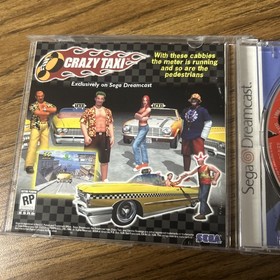 CRAZY TAXI
Exclusively on Sega Dreamcast
With these cabbies
the meter is running
and so are the
pedestrians
RP
SEGA
Sega Dreamcast